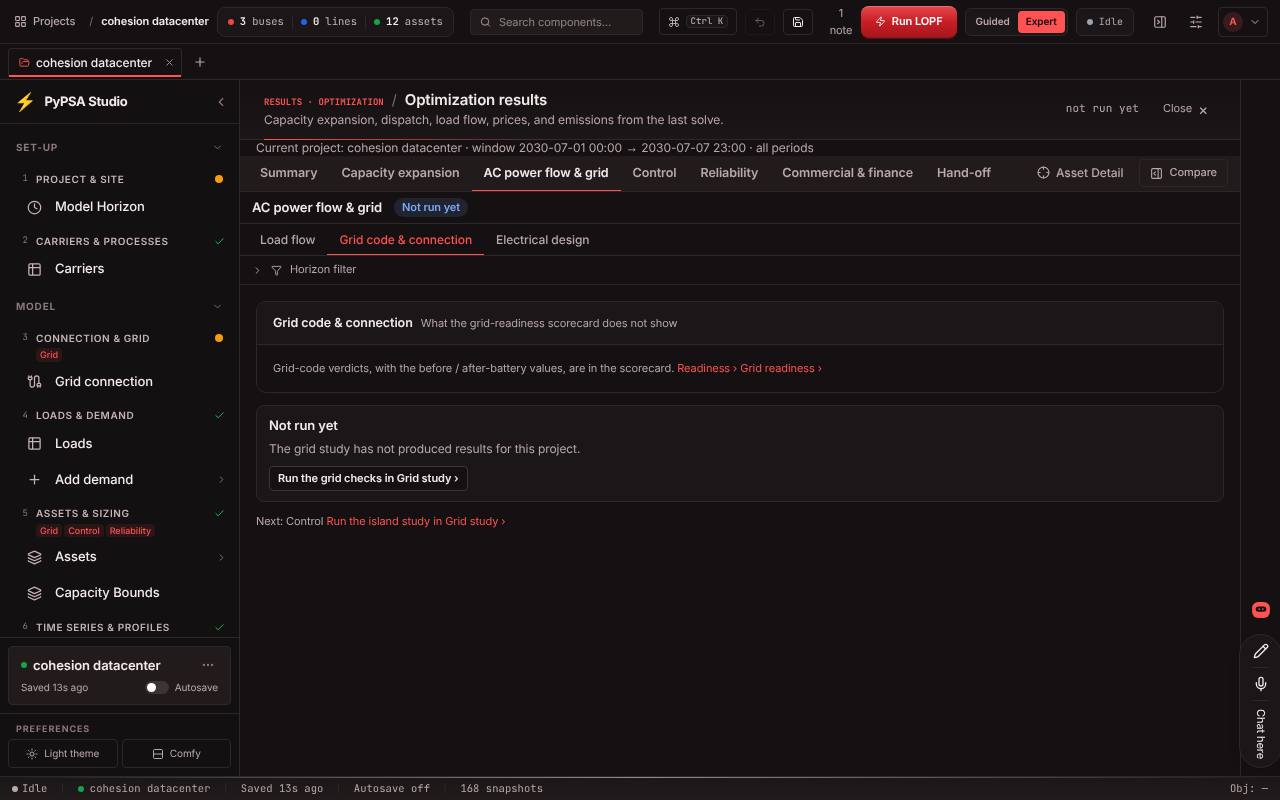 Projects / cohesion datacenter 3 buses 0 lines 12 assets Search components... ⌘ Ctrl K 1 note Run LOPF Guided Expert Idle A
cohesion datacenter × +
PyPSA Studio
SET-UP
1 PROJECT & SITE
Model Horizon
2 CARRIERS & PROCESSES
Carriers
MODEL
3 CONNECTION & GRID
Grid
Grid connection
4 LOADS & DEMAND
Loads
Add demand
5 ASSETS & SIZING
Grid Control Reliability
Assets
Capacity Bounds
6 TIME SERIES & PROFILES
cohesion datacenter ...
Saved 13s ago Autosave
PREFERENCES
Light theme Comfy
RESULTS · OPTIMIZATION / Optimization results
Capacity expansion, dispatch, load flow, prices, and emissions from the last solve.
not run yet Close ×
Current project: cohesion datacenter · window 2030-07-01 00:00 → 2030-07-07 23:00 · all periods
Summary Capacity expansion AC power flow & grid Control Reliability Commercial & finance Hand-off Asset Detail Compare
AC power flow & grid Not run yet
Load flow Grid code & connection Electrical design
Horizon filter
Grid code & connection What the grid-readiness scorecard does not show
Grid-code verdicts, with the before / after-battery values, are in the scorecard. Readiness › Grid readiness ›
Not run yet
The grid study has not produced results for this project.
Run the grid checks in Grid study ›
Next: Control Run the island study in Grid study ›
Chat here
Idle cohesion datacenter Saved 13s ago Autosave off 168 snapshots Obj: —